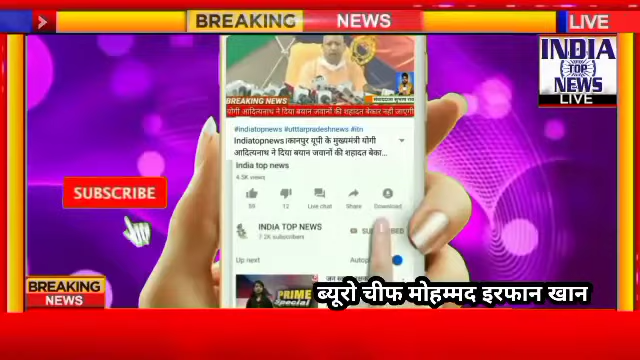 BREAKING NEWS
LIVE
INDIA
TOP
NEWS
LIVE
BREAKING NEWS
योगी आदित्यनाथ ने दिया बयान जवानों की शहादत बेकार नहीं जाएगी
#indiatopnews #uttarpradeshnews #itn
Indiatopnews।कानपुर यूपी के मुख्यमंत्री योगी
आदित्यनाथ ने दिया बयान जवानों की शहादत बेका...
India top news
4.5K views
59 12 Live chat Share Download
INDIA TOP NEWS
7.2K subscribers
SUBSCRIBED
Up next
SUBSCRIBE
PRIME
Special
BREAKING
NEWS
ब्यूरो चीफ मोहम्मद इरफान खान